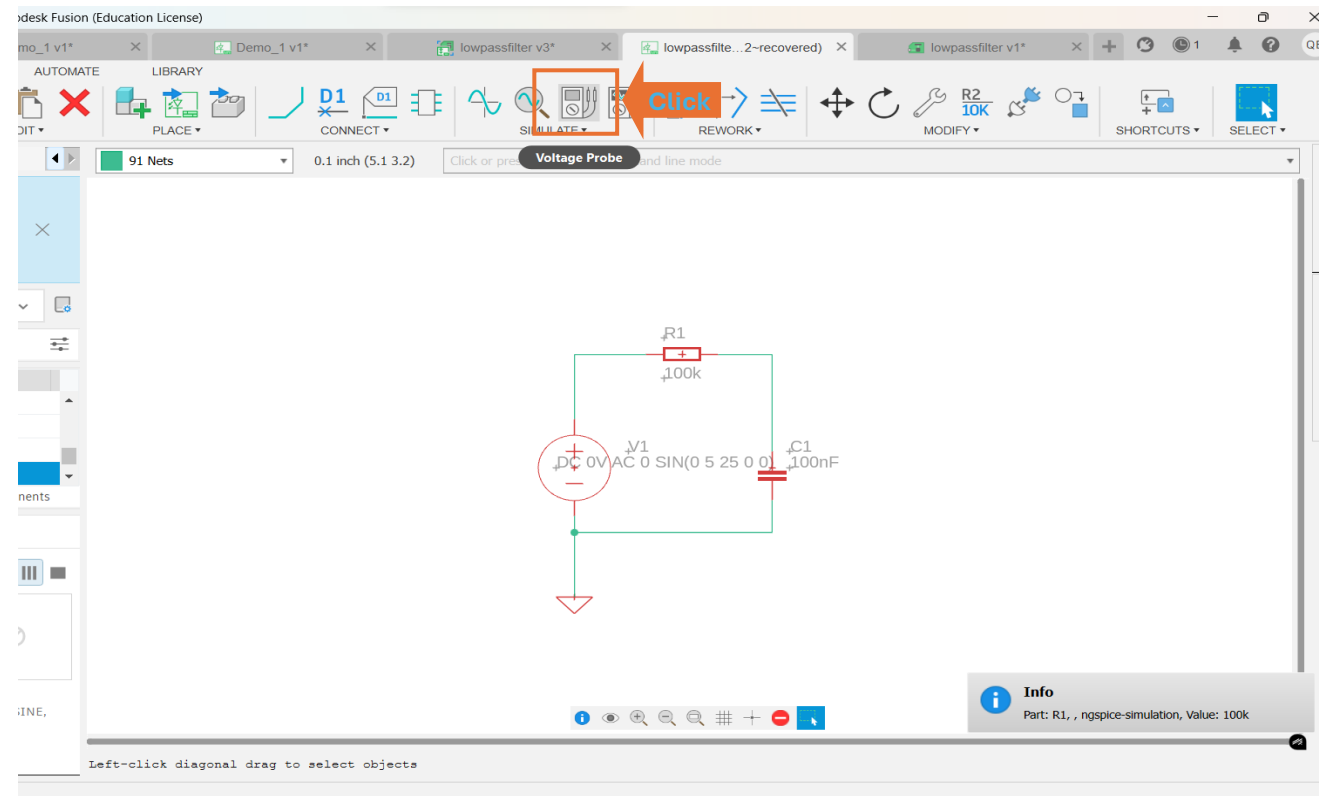 odesk Fusion (Education License)
mo_1 v1*
Demo_1 v1*
lowpassfilter v3*
lowpassfilte...2~recovered)
lowpassfilter v1*
1
QE
AUTOMATE
LIBRARY
D1
D1
R2
10K
Click
DIT
PLACE
CONNECT
SIMULATE
REWORK
MODIFY
SHORTCUTS
SELECT
91 Nets
0.1 inch (5.1 3.2)
Click or pre
Voltage Probe
and line mode
R1
100k
V1
DC 0V AC 0 SIN(0 5 25 0 0)
C1
100nF
nents
SINE,
Info
Part: R1, , ngspice-simulation, Value: 100k
Left-click diagonal drag to select objects